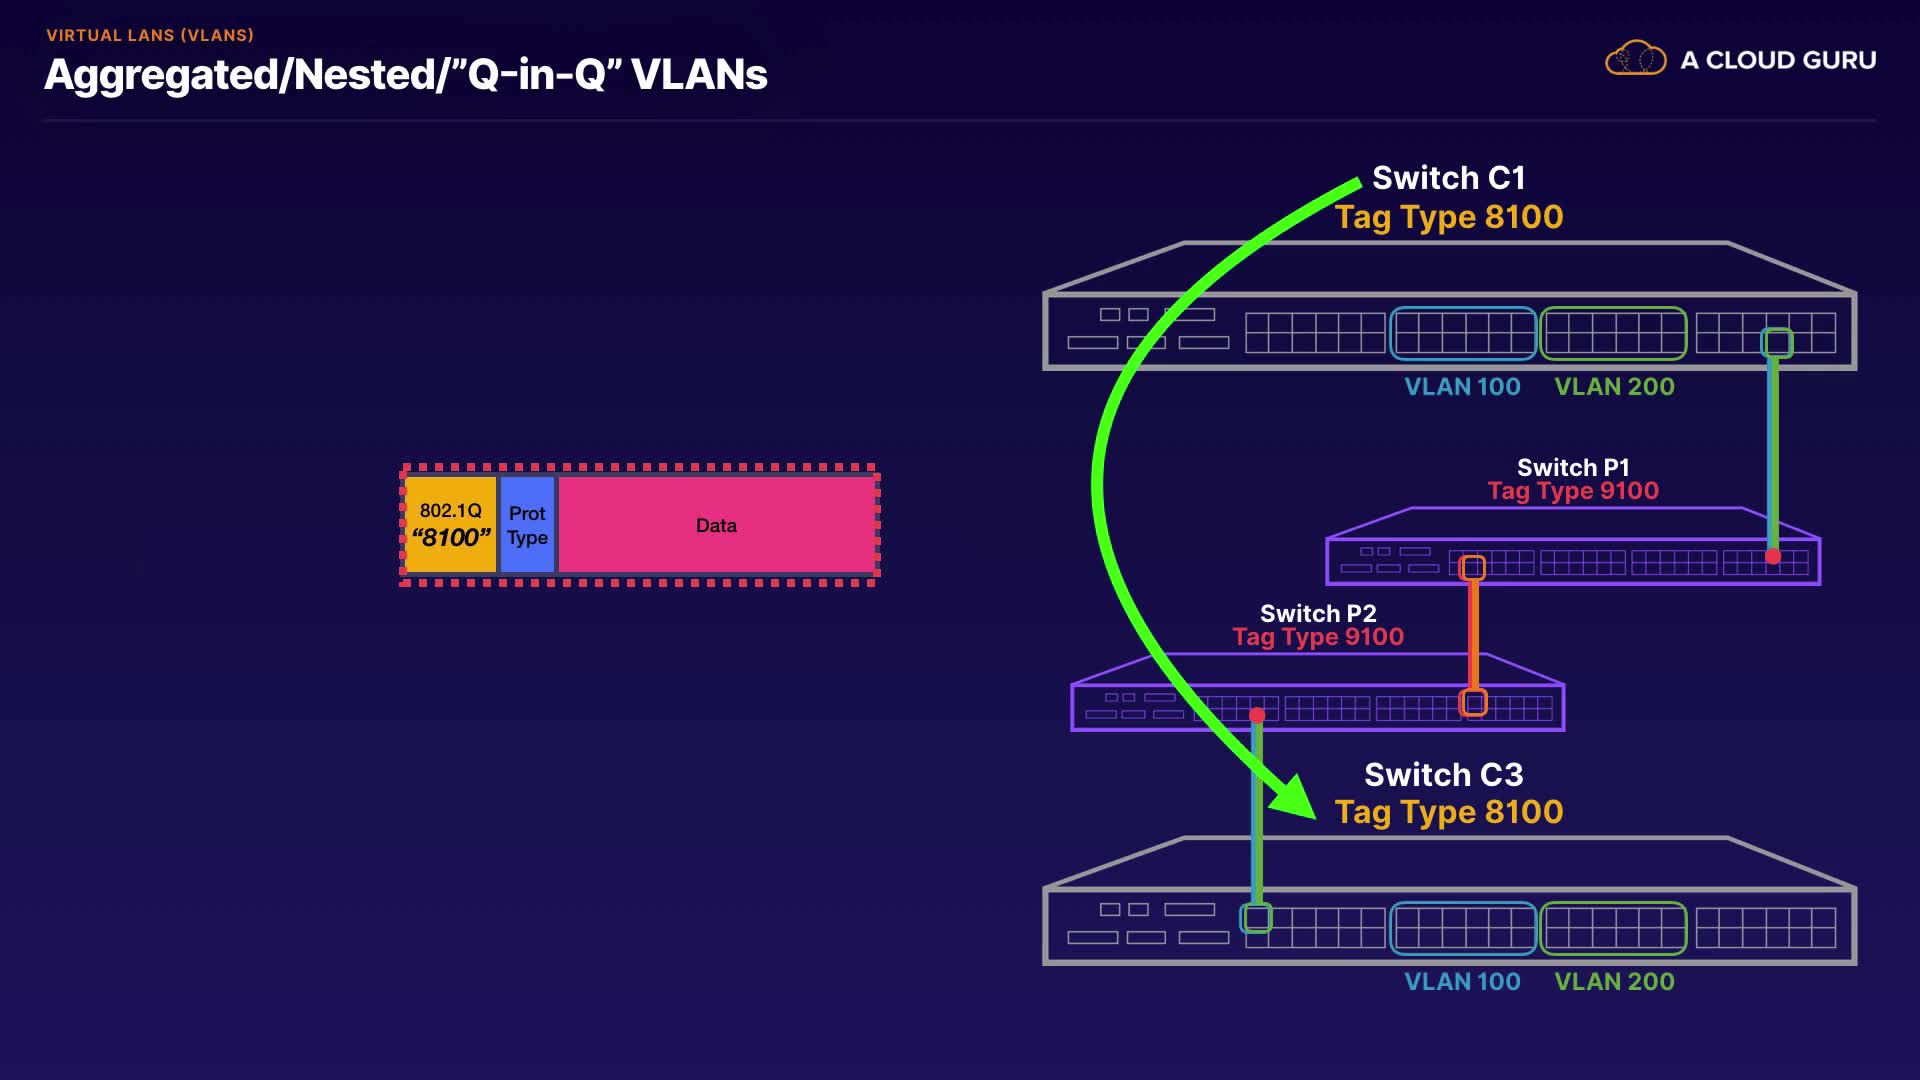 VIRTUAL LANS (VLANS)
Aggregated/Nested/”Q-in-Q” VLANs
A CLOUD GURU
Switch C1
Tag Type 8100
VLAN 100
VLAN 200
Switch P1
Tag Type 9100
802.1Q
“8100”
Prot
Type
Data
Switch P2
Tag Type 9100
Switch C3
Tag Type 8100
VLAN 100
VLAN 200